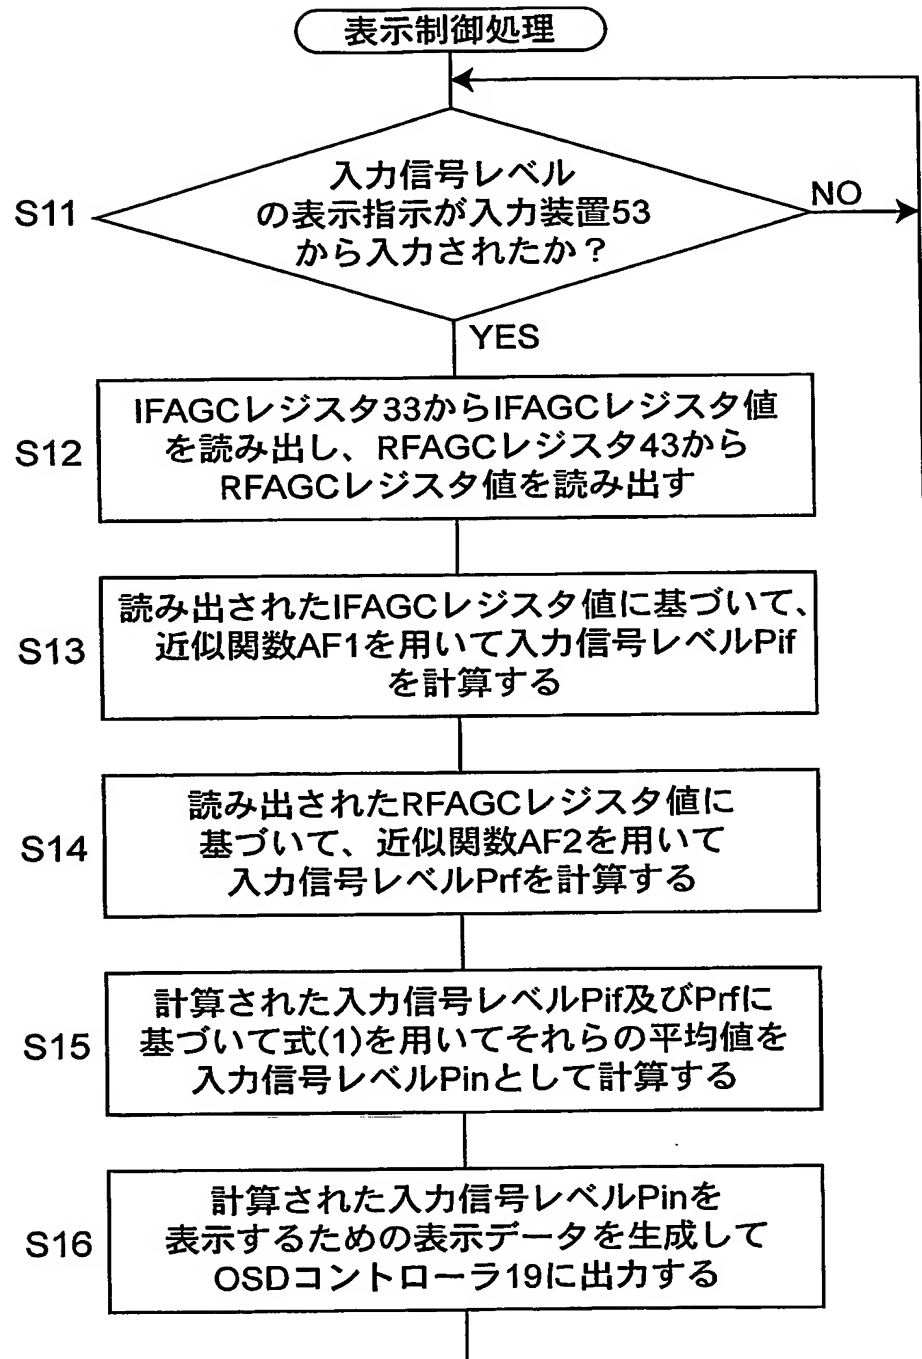 表示制御処理
入力信号レベル
S11
の表示指示が入力装置53
NO
から入力されたか?
YES
IFAGCレジスタ33からIFAGCレジスタ値
S12
を読み出し、RFAGCレジスタ43から
RFAGCレジスタ値を読み出す
読み出されたIFAGCレジスタ値に基づいて、
S13
近似関数AF1を用いて入力信号レベルPif
を計算する
読み出されたRFAGCレジスタ値に
S14
基づいて、近似関数AF2を用いて
入力信号レベルPrfを計算する
計算された入力信号レベルPif及びPrfに
S15
基づいて式(1)を用いてそれらの平均値を
入力信号レベルPinとして計算する
計算された入力信号レベルPinを
S16
表示するための表示データを生成して
OSDコントローラ19に出力する